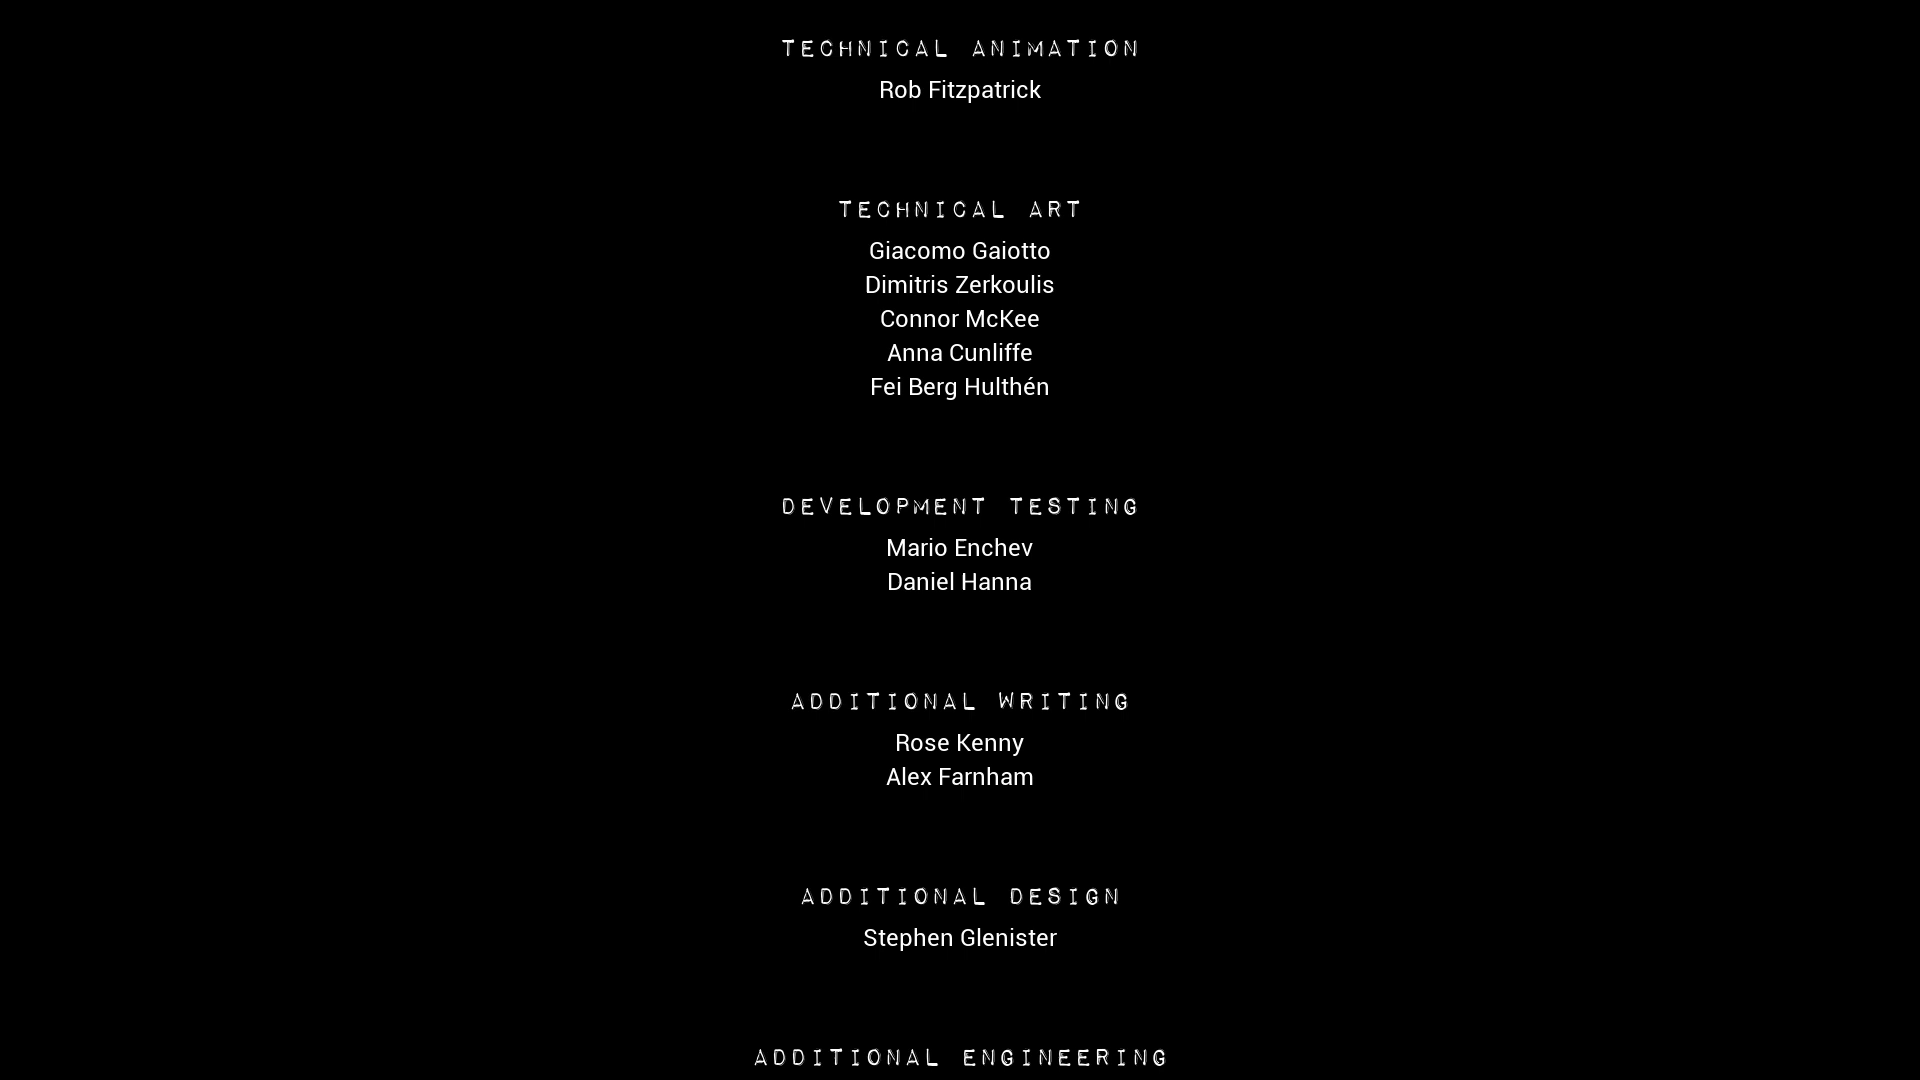 TECHNICAL ANIMATION
Rob Fitzpatrick
TECHNICAL ART
Giacomo Gaiotto
Dimitris Zerkoulis
Connor McKee
Anna Cunliffe
Fei Berg Hulthén
DEVELOPMENT TESTING
Mario Enchev
Daniel Hanna
ADDITIONAL WRITING
Rose Kenny
Alex Farnham
ADDITIONAL DESIGN
Stephen Glenister
ADDITIONAL ENGINEERING